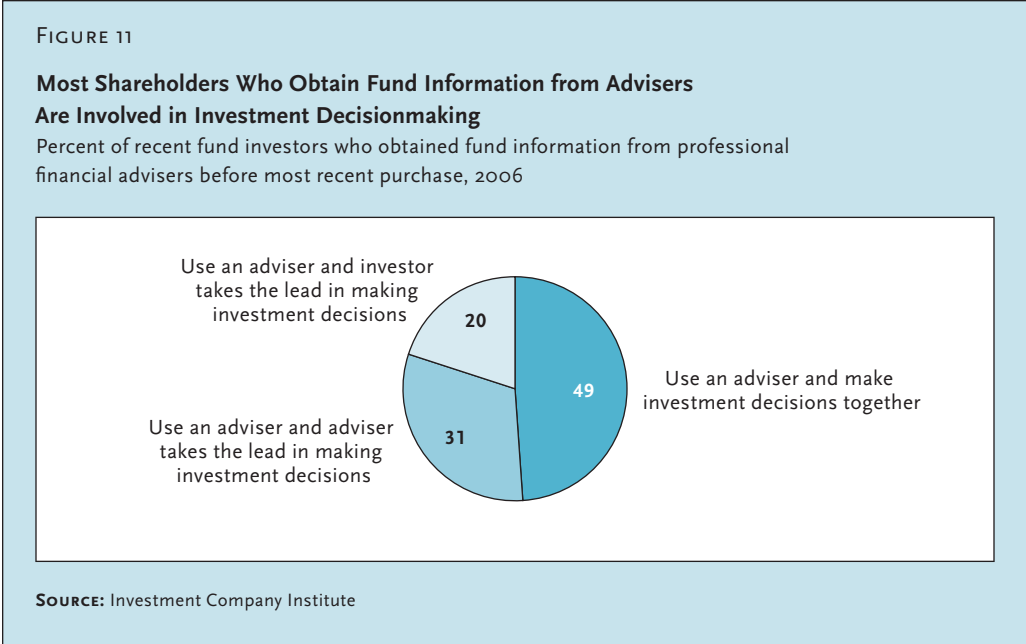 Figure 11
Most Shareholders Who Obtain Fund Information from Advisers
Are Involved in Investment Decisionmaking
Percent of recent fund investors who obtained fund information from professional
financial advisers before most recent purchase, 2006
Use an adviser and investor
takes the lead in making
investment decisions
20
49
Use an adviser and make
investment decisions together
Use an adviser and adviser
takes the lead in making
investment decisions
31
Source: Investment Company Institute